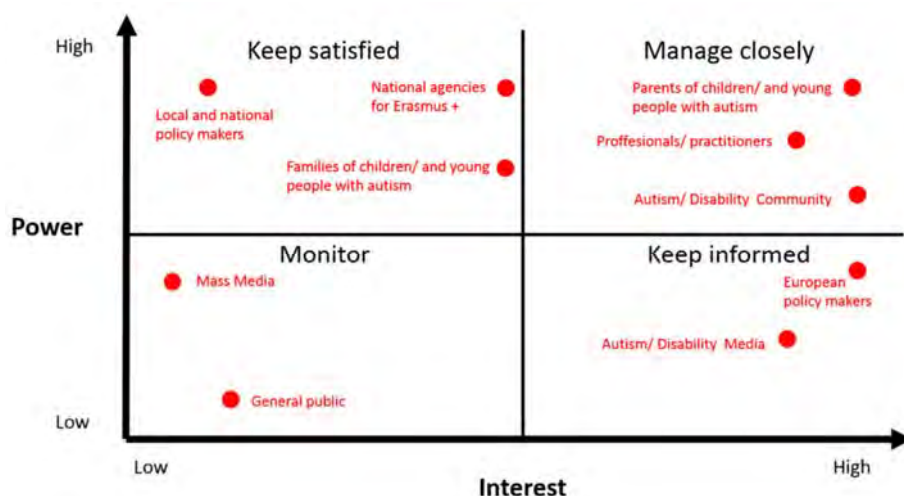 High
Keep satisfied
Manage closely
National agencies
for Erasmus +
Parents of children/ and young
people with autism
Local and national
policy makers
Proffesionals/ practitioners
Families of children/ and young
people with autism
Autism/ Disability Community
Power
Monitor
Keep informed
Mass Media
European
policy makers
Autism/ Disability Media
General public
Low
Low
High
Interest